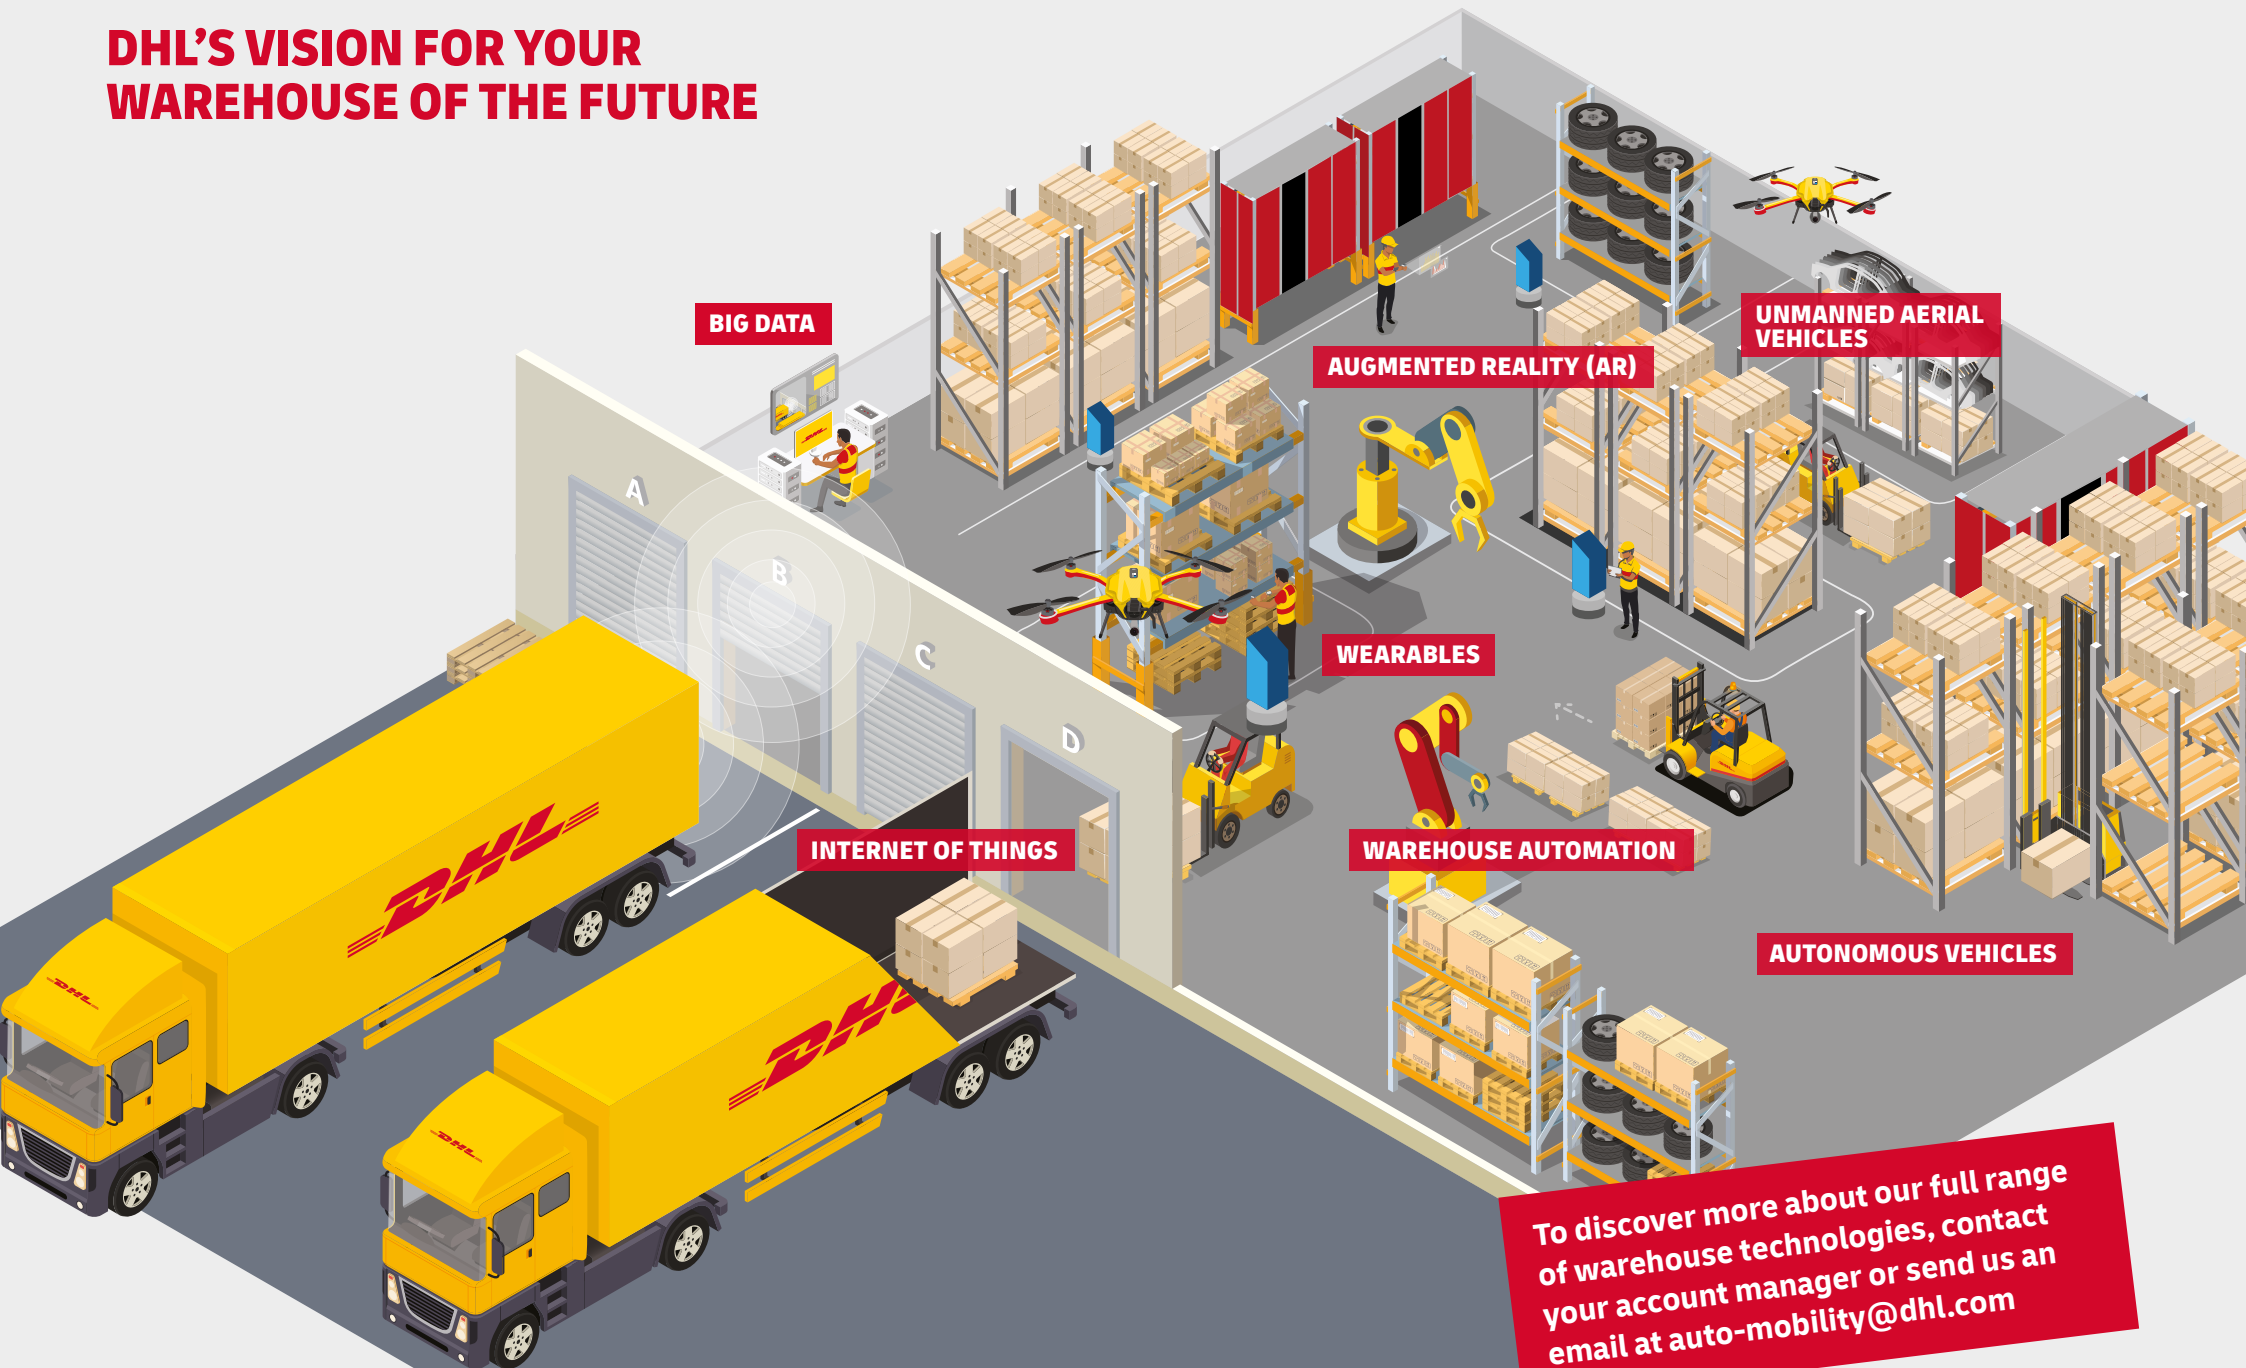 DHL'S VISION FOR YOUR
WAREHOUSE OF THE FUTURE
BIG DATA
UNMANNED AERIAL
VEHICLES
AUGMENTED REALITY (AR)
A
B
C
D
WEARABLES
INTERNET OF THINGS
WAREHOUSE AUTOMATION
AUTONOMOUS VEHICLES
DHL
DHL
DHL
DHL
DHL
To discover more about our full range
of warehouse technologies, contact
your account manager or send us an
email at auto-mobility@dhl.com